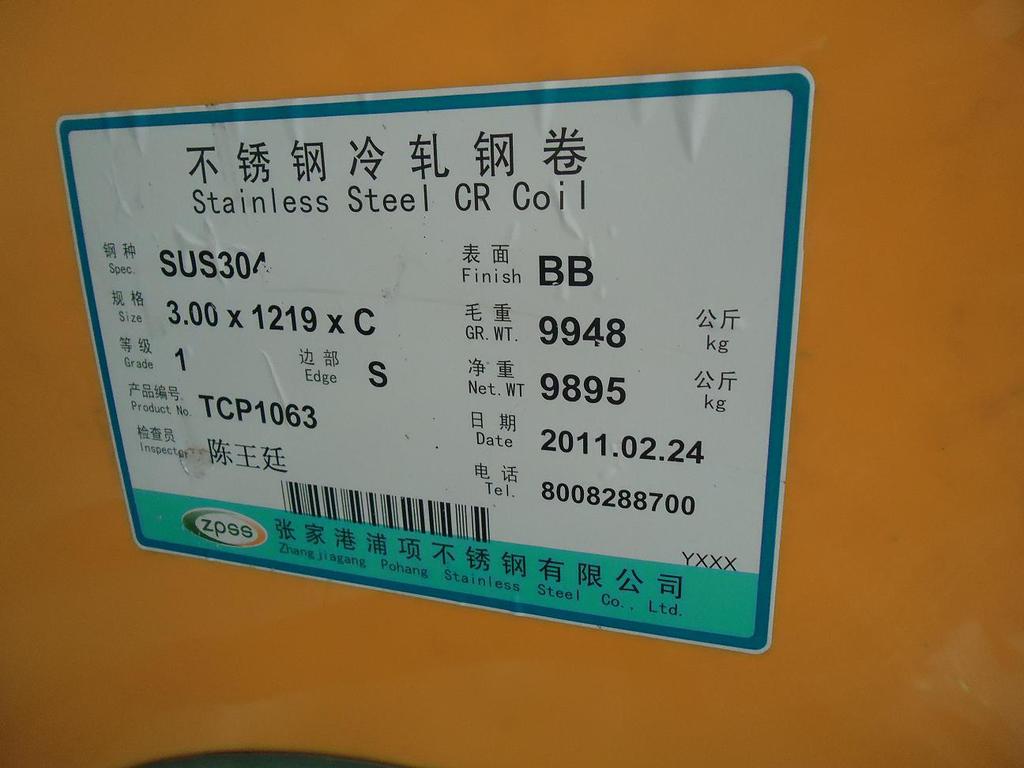 不锈钢冷轧钢卷
Stainless Steel CR Coil
钢种 Spec. SUS304
规格 Size 3.00 x 1219 x C
等级 Grade 1 边部 Edge S
产品编号 Product No. TCP1063
检查员 Inspector 陈王廷
表面 Finish BB
毛重 GR.WT. 9948 公斤 kg
净重 Net.WT 9895 公斤 kg
日期 Date 2011.02.24
电话 Tel. 8008288700
YXXX
zpss 张家港浦项不锈钢有限公司
Zhangjiagang Pohang Stainless Steel Co., Ltd.